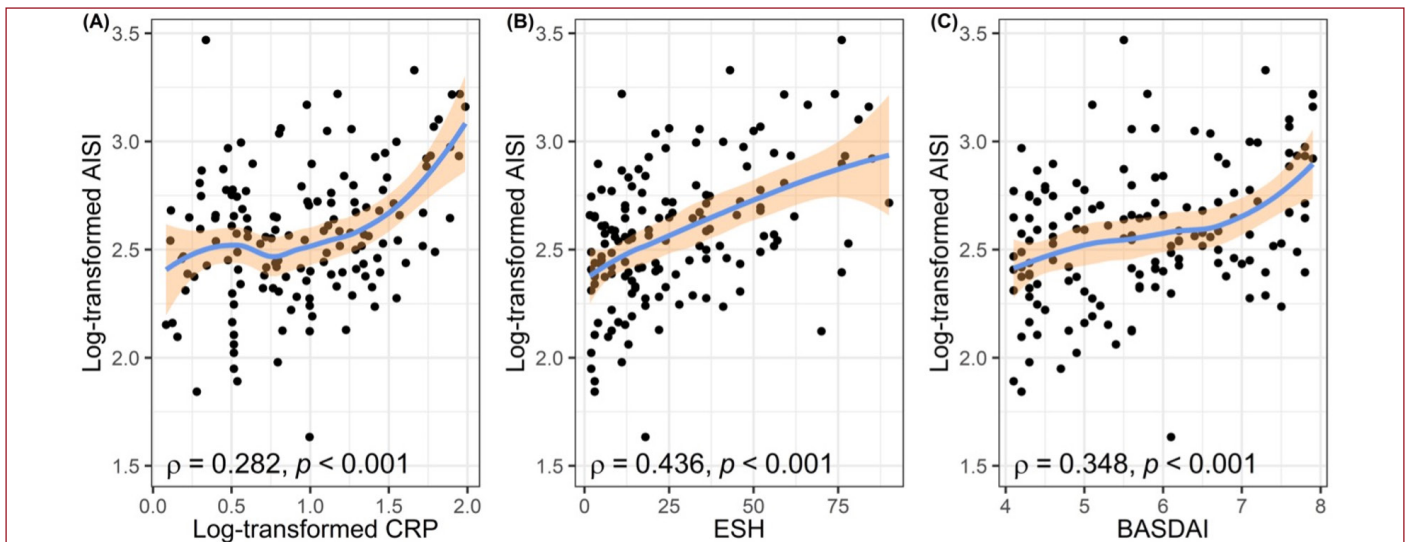 (A)
Log-transformed AISI
3.5
3.0
2.5
2.0
1.5
ρ = 0.282, p < 0.001
0.0 0.5 1.0 1.5 2.0
Log-transformed CRP
(B)
Log-transformed AISI
3.5
3.0
2.5
2.0
1.5
ρ = 0.436, p < 0.001
0 25 50 75
ESH
(C)
Log-transformed AISI
3.5
3.0
2.5
2.0
1.5
ρ = 0.348, p < 0.001
4 5 6 7 8
BASDAI